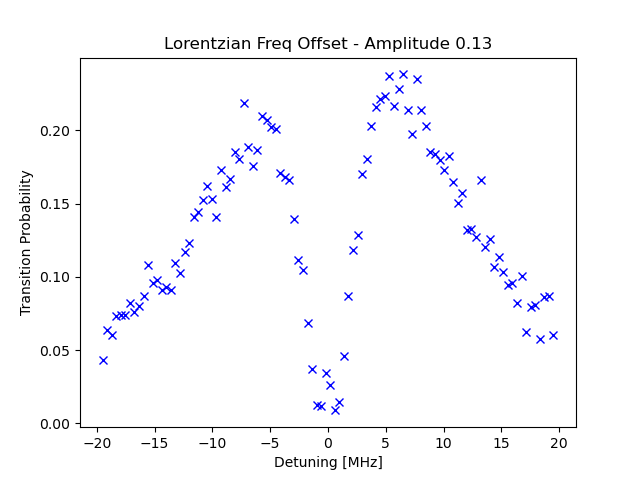 Lorentzian Freq Offset - Amplitude 0.13
Transition Probability
0.20
0.15
0.10
0.05
0.00
−20 −15 −10 −5 0 5 10 15 20
Detuning [MHz]